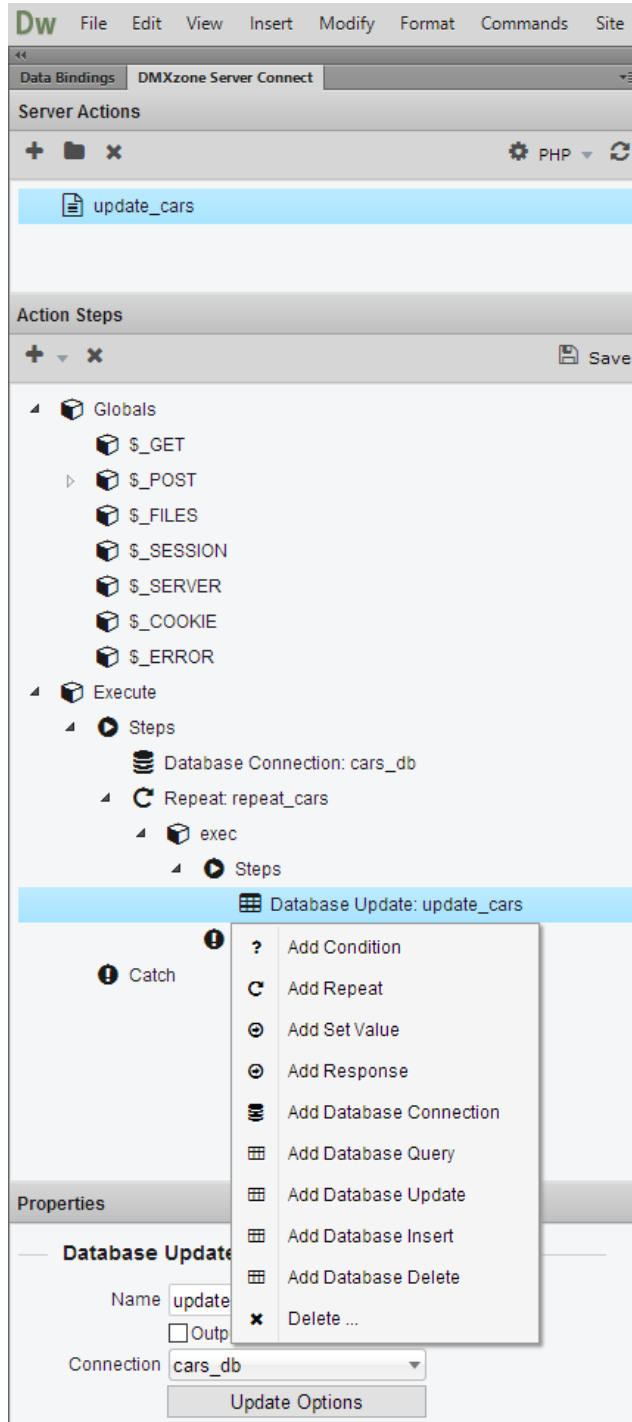 Dw File Edit View Insert Modify Format Commands Site
Data Bindings DMXzone Server Connect
Server Actions
PHP
update_cars
Action Steps
Save
Globals
$_GET
$_POST
$_FILES
$_SESSION
$_SERVER
$_COOKIE
$_ERROR
Execute
Steps
Database Connection: cars_db
Repeat: repeat_cars
exec
Steps
Database Update: update_cars
? Add Condition
Catch
Add Repeat
Add Set Value
Add Response
Add Database Connection
Add Database Query
Add Database Update
Add Database Insert
Add Database Delete
Delete ...
Properties
Database Update
Name update
Outp
Connection cars_db
Update Options